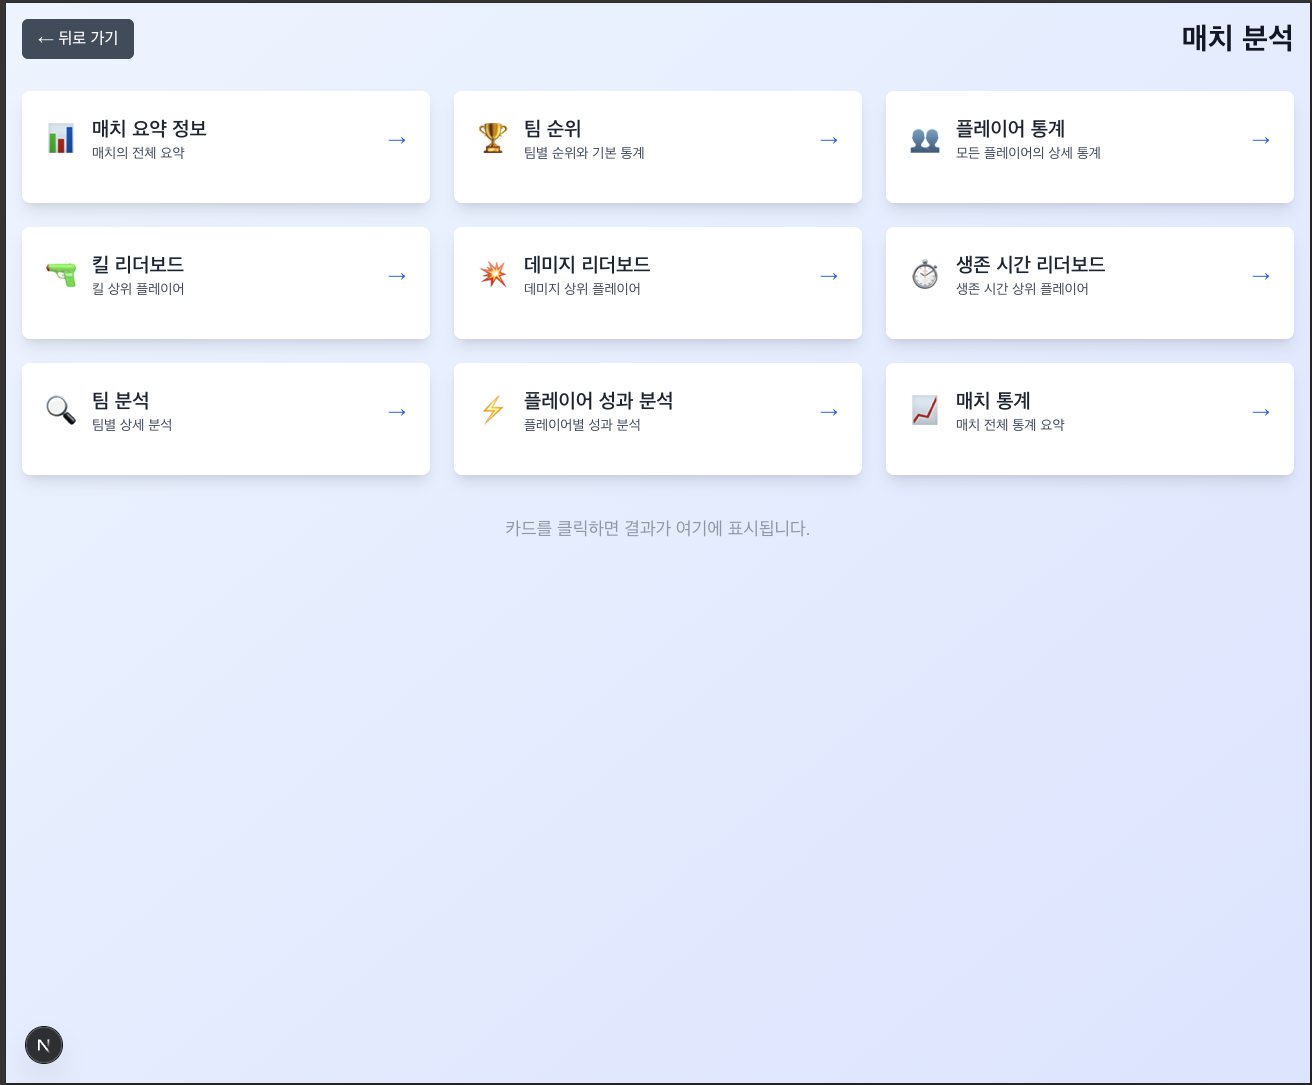 ← 뒤로 가기
매치 분석
매치 요약 정보
매치의 전체 요약
→
팀 순위
팀별 순위와 기본 통계
→
플레이어 통계
모든 플레이어의 상세 통계
→
킬 리더보드
킬 상위 플레이어
→
데미지 리더보드
데미지 상위 플레이어
→
생존 시간 리더보드
생존 시간 상위 플레이어
→
팀 분석
팀별 상세 분석
→
플레이어 성과 분석
플레이어별 성과 분석
→
매치 통계
매치 전체 통계 요약
→
카드를 클릭하면 결과가 여기에 표시됩니다.
N